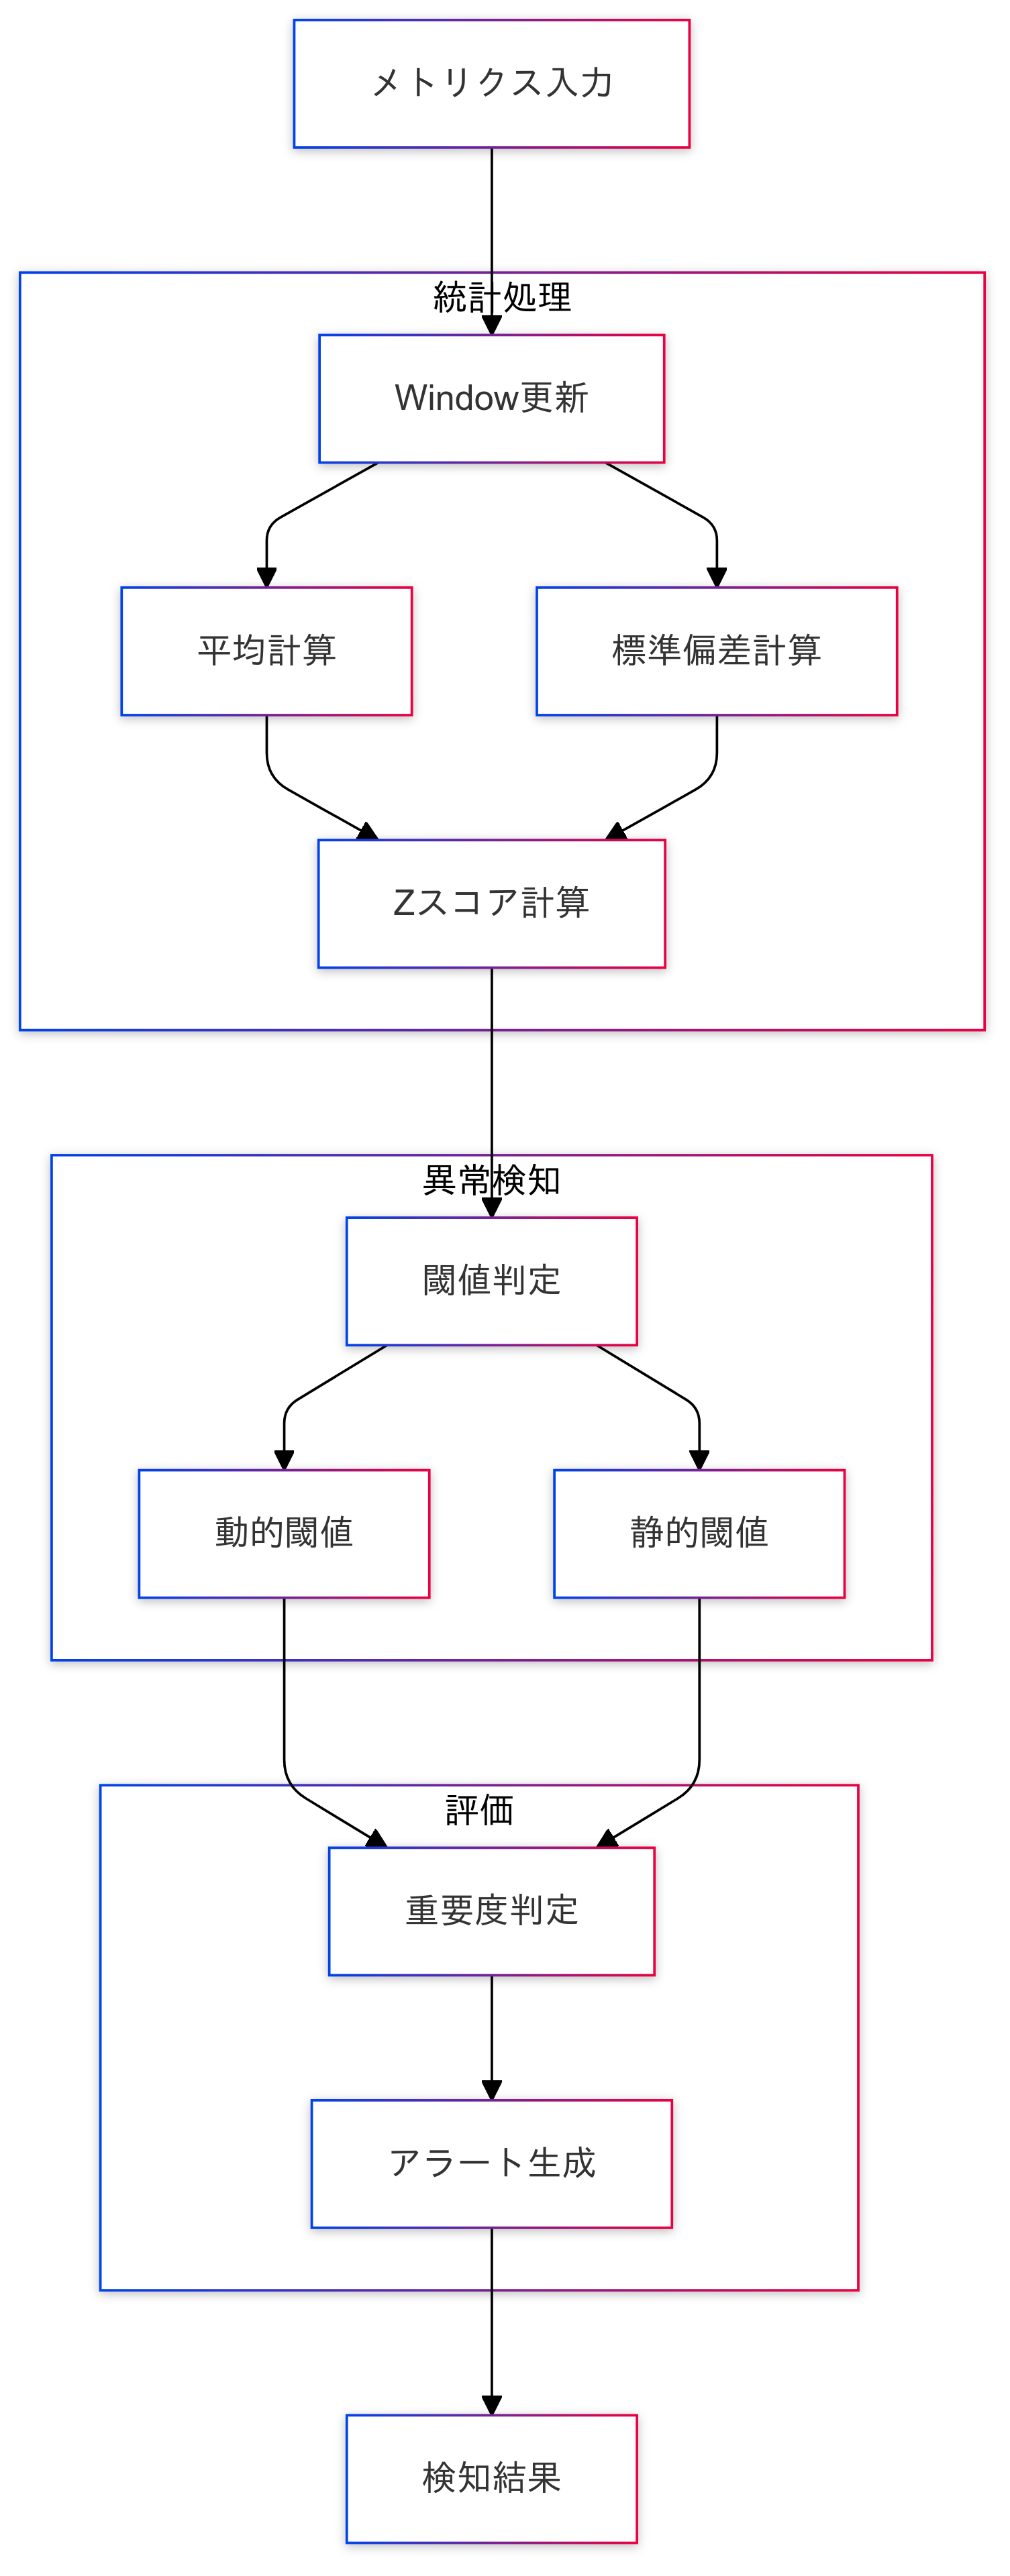 メトリクス入力
統計処理
Window更新
平均計算
標準偏差計算
Zスコア計算
異常検知
閾値判定
動的閾値
静的閾値
評価
重要度判定
アラート生成
検知結果